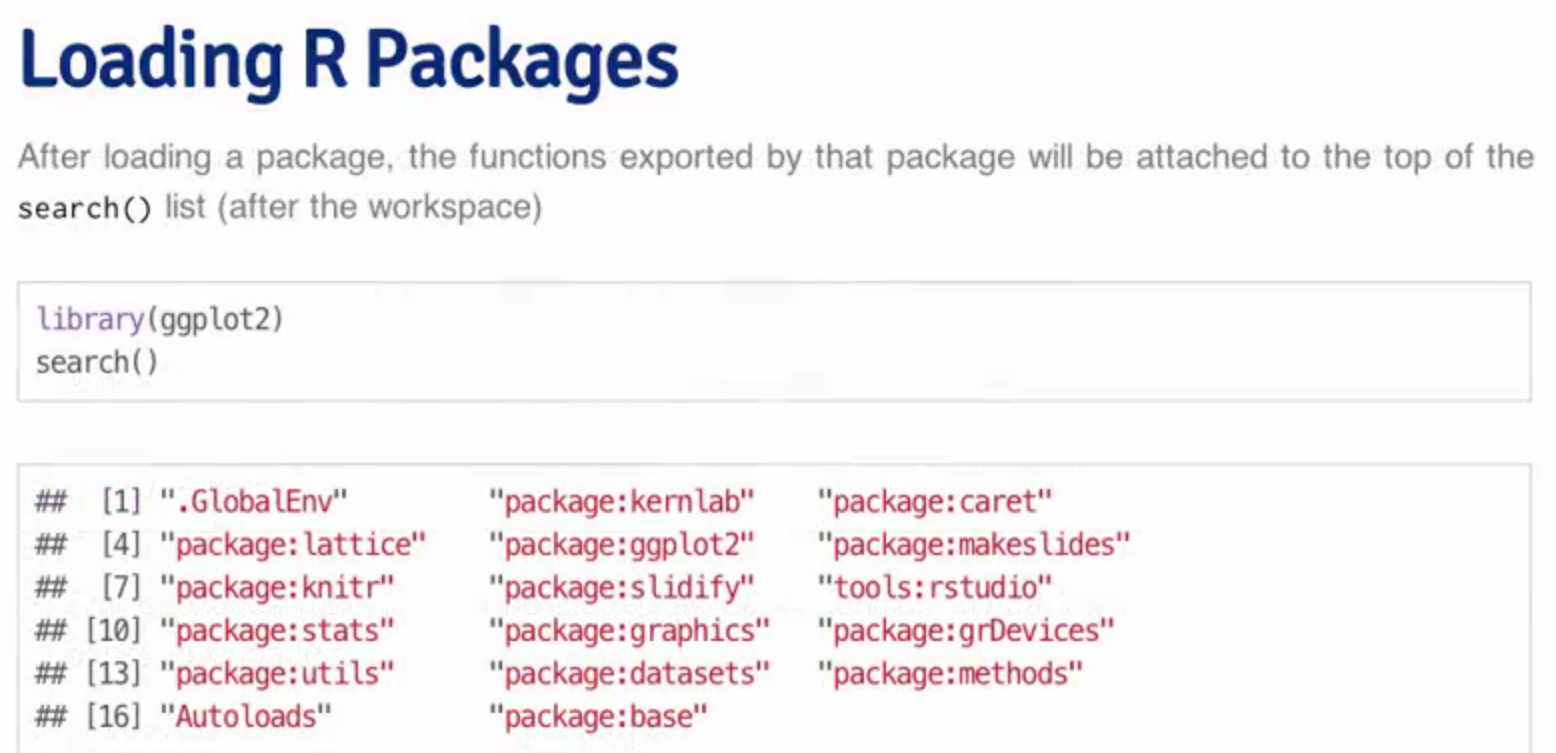 Loading R Packages
After loading a package, the functions exported by that package will be attached to the top of the
search() list (after the workspace)
library(ggplot2)
search()
##  [1] ".GlobalEnv"        "package:kernlab"    "package:caret"
##  [4] "package:lattice"   "package:ggplot2"    "package:makeslides"
##  [7] "package:knitr"     "package:slidify"    "tools:rstudio"
## [10] "package:stats"     "package:graphics"   "package:grDevices"
## [13] "package:utils"     "package:datasets"   "package:methods"
## [16] "Autoloads"         "package:base"